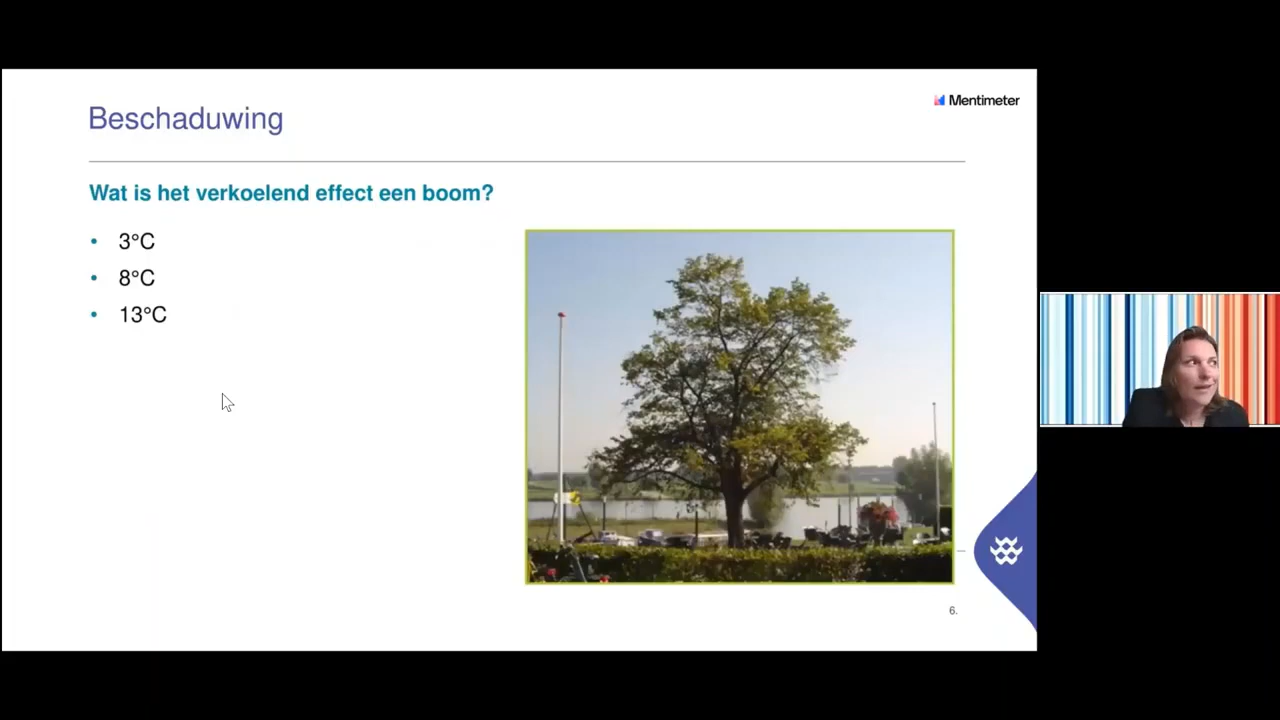 Mentimeter
Beschaduwing
Wat is het verkoelend effect een boom?
• 3°C
• 8°C
• 13°C
6.